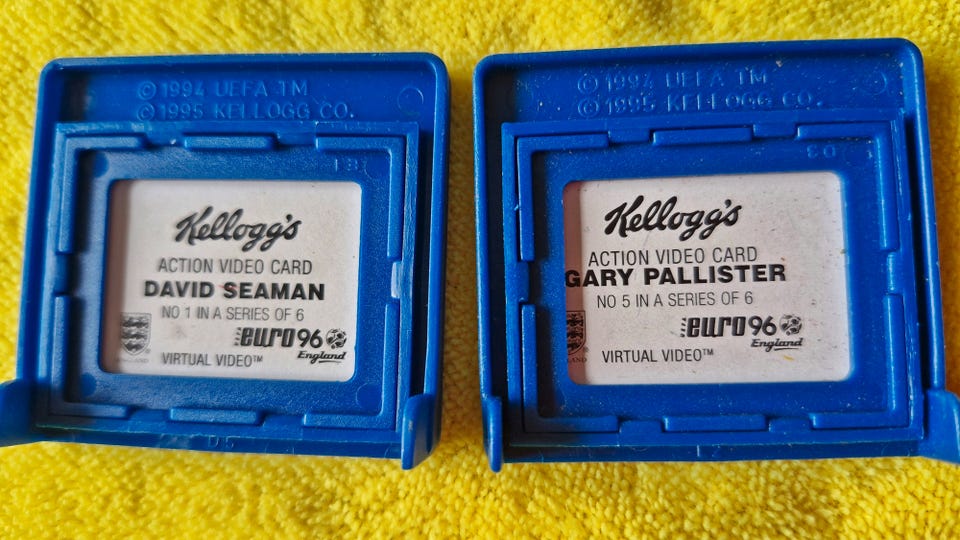 © 1994 UEFA TM
© 1995 KELLOGG CO.
Kellogg's
ACTION VIDEO CARD
DAVID SEAMAN
NO 1 IN A SERIES OF 6
euro96
England
VIRTUAL VIDEO™
© 1994 UEFA TM
© 1995 KELLOGG CO.
Kellogg's
ACTION VIDEO CARD
GARY PALLISTER
NO 5 IN A SERIES OF 6
euro96
England
VIRTUAL VIDEO™